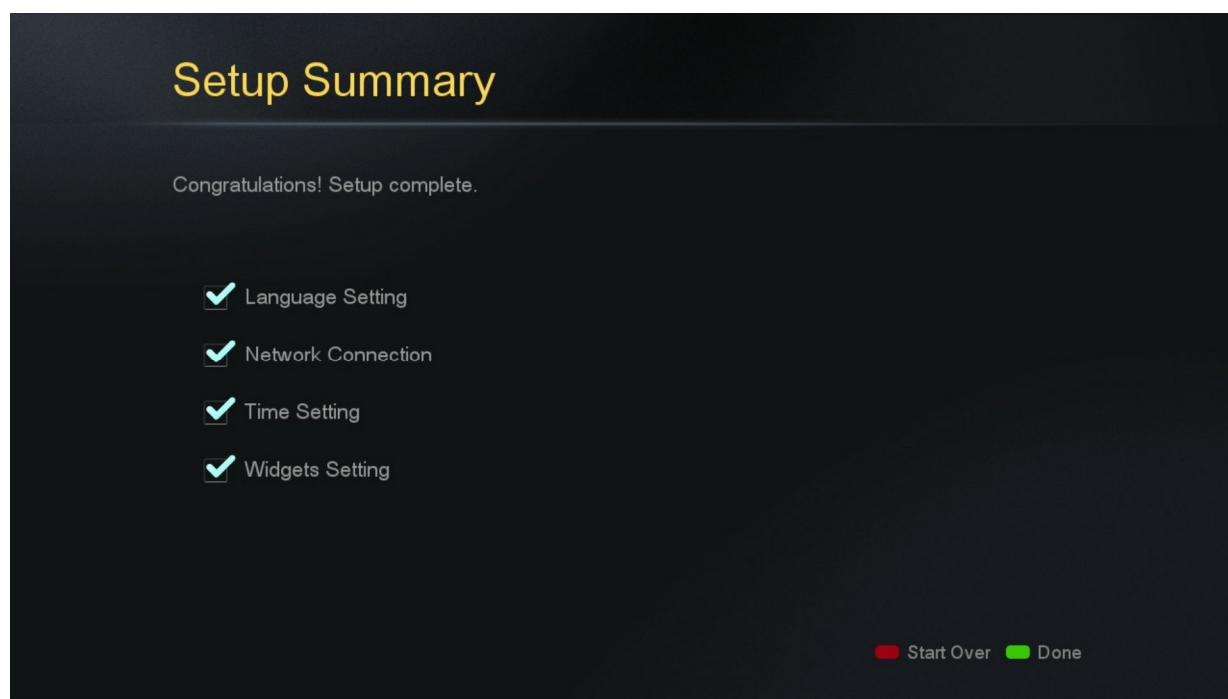 Setup Summary
Congratulations! Setup complete.
Language Setting
Network Connection
Time Setting
Widgets Setting
Start Over Done